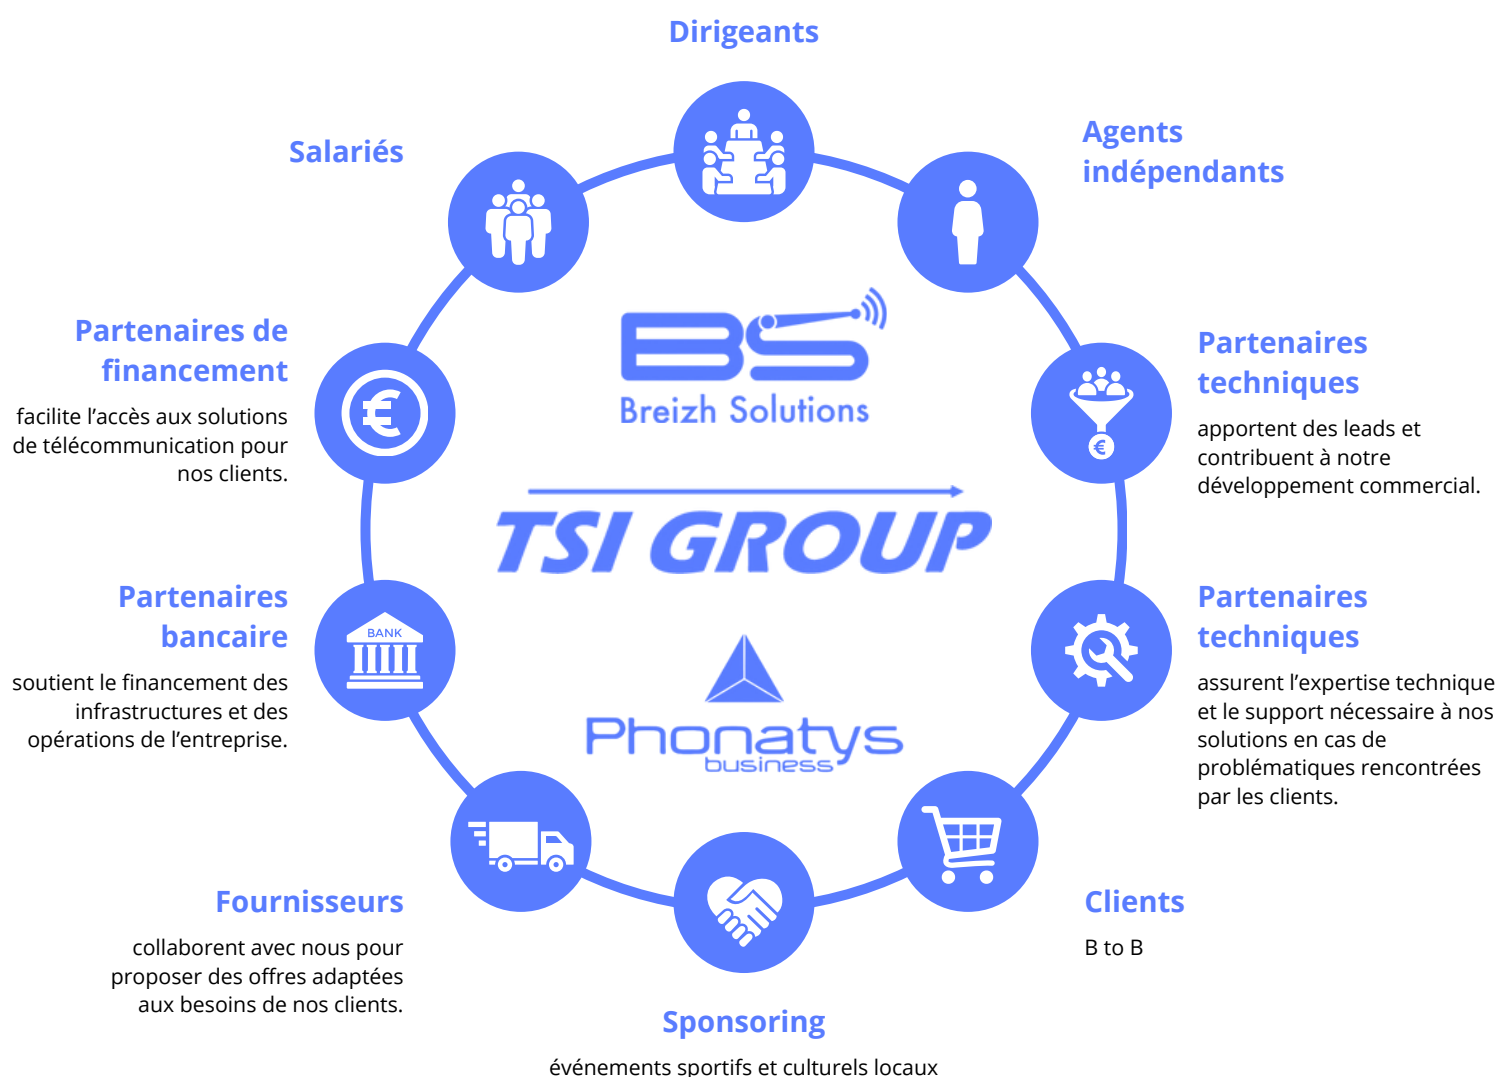 Dirigeants
Salariés
Agents
indépendants
Partenaires de
financement
facilite l’accès aux solutions
de télécommunication pour
nos clients.
BS
Breizh Solutions
Partenaires
techniques
apportent des leads et
contribuent à notre
développement commercial.
€
€
TSI GROUP
Partenaires
bancaire
soutient le financement des
infrastructures et des
opérations de l’entreprise.
BANK
Phonatys
business
Partenaires
techniques
assurent l’expertise technique
et le support nécessaire à nos
solutions en cas de
problématiques rencontrées
par les clients.
Fournisseurs
collaborent avec nous pour
proposer des offres adaptées
aux besoins de nos clients.
Clients
B to B
Sponsoring
événements sportifs et culturels locaux